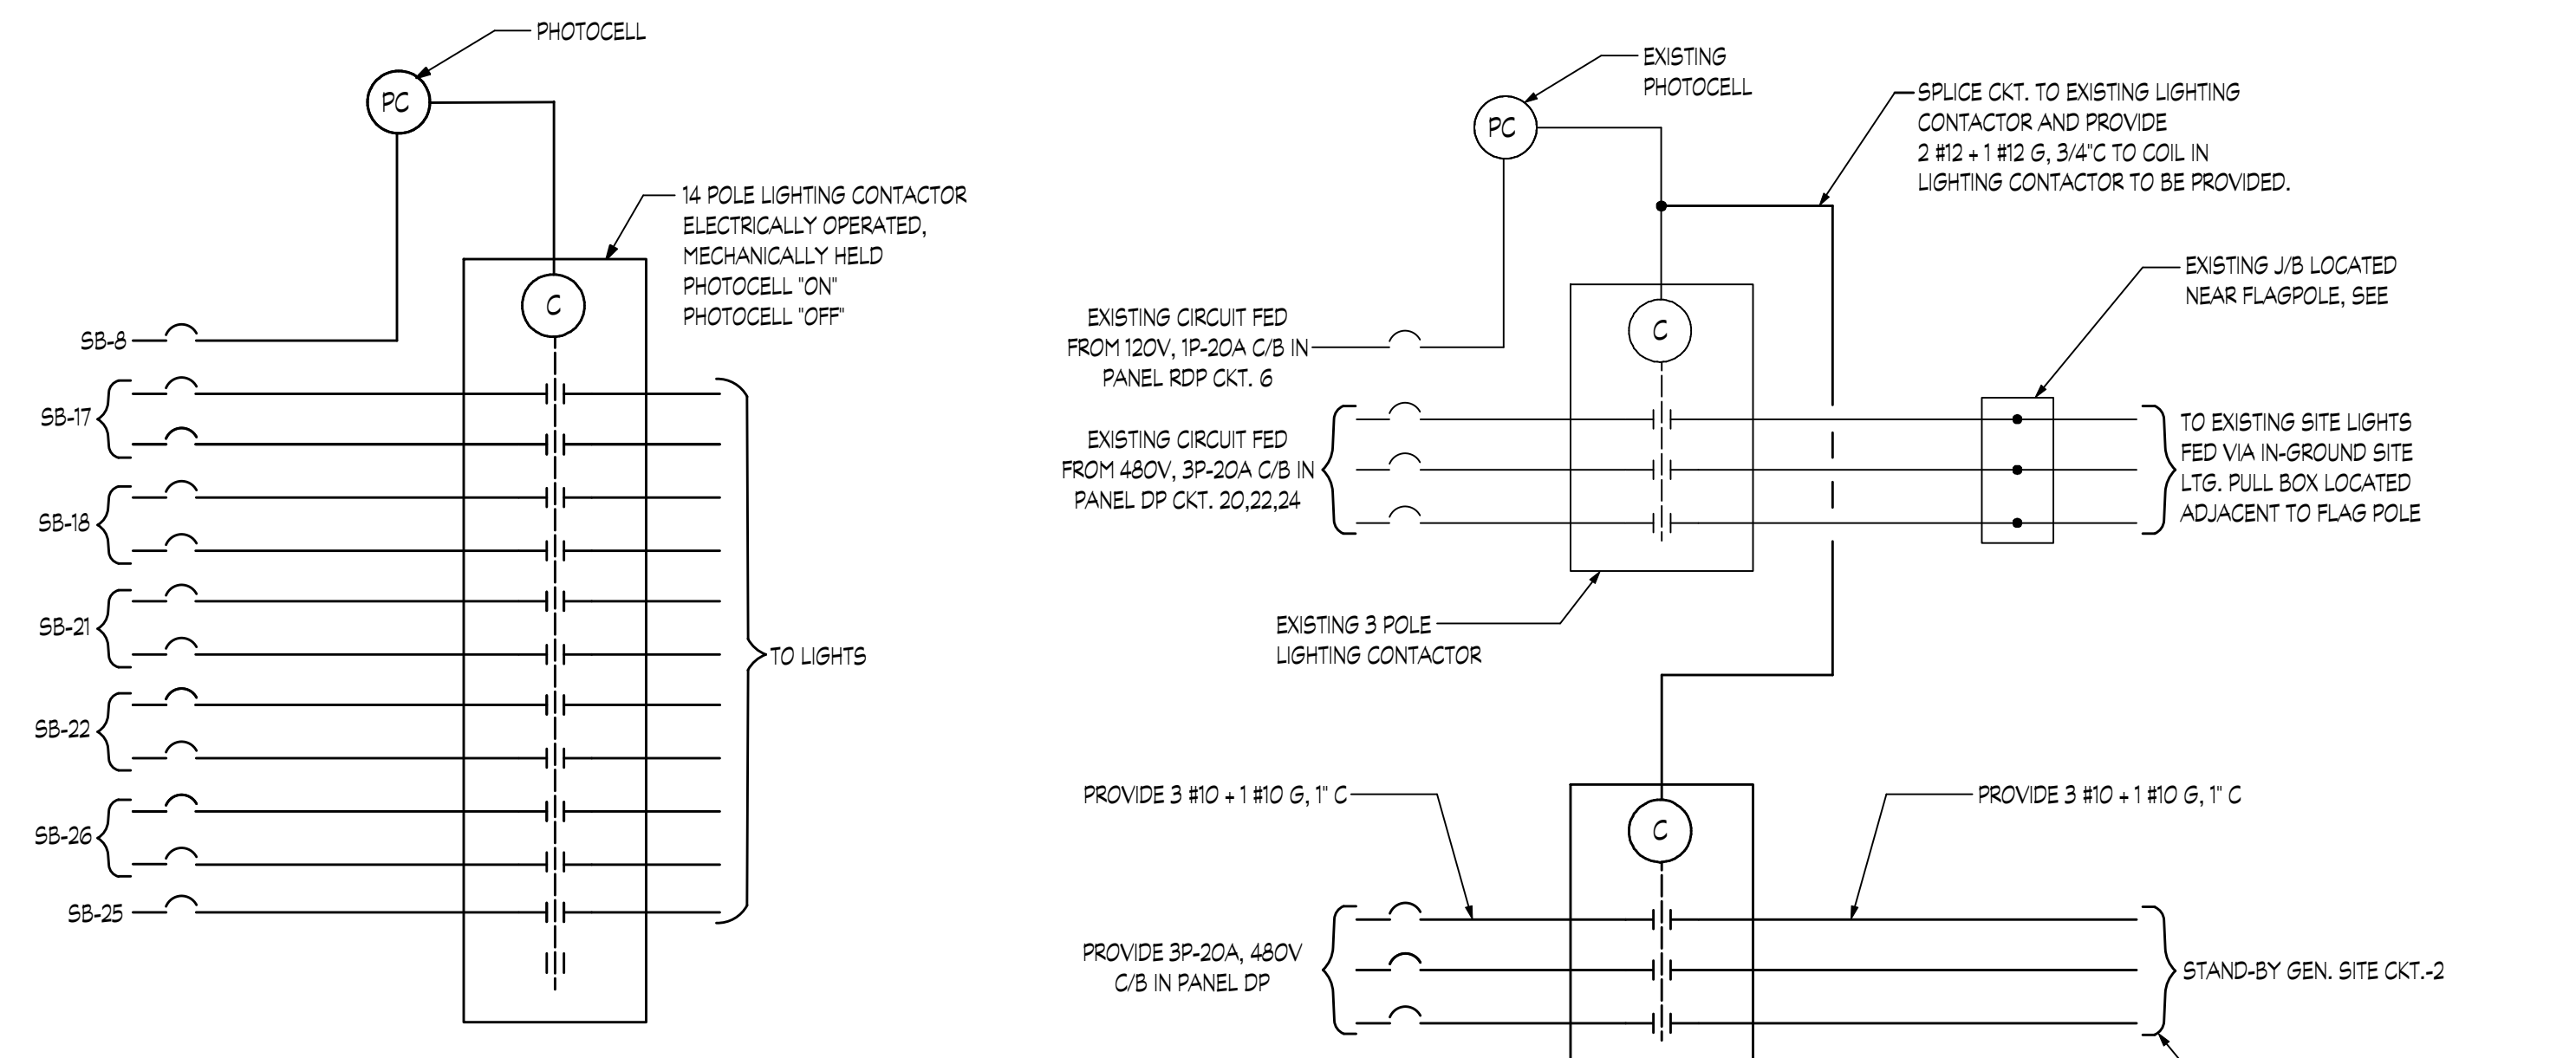 PHOTOCELL
PC
14 POLE LIGHTING CONTACTOR
ELECTRICALLY OPERATED,
MECHANICALLY HELD
PHOTOCELL "ON"
PHOTOCELL "OFF"
C
SB-8
SB-17
SB-18
SB-21
SB-22
SB-26
SB-25
TO LIGHTS
EXISTING
PHOTOCELL
PC
SPLICE CKT. TO EXISTING LIGHTING
CONTACTOR AND PROVIDE
2 #12 + 1 #12 G, 3/4"C TO COIL IN
LIGHTING CONTACTOR TO BE PROVIDED.
EXISTING J/B LOCATED
NEAR FLAGPOLE, SEE
EXISTING CIRCUIT FED
FROM 120V, 1P-20A C/B IN
PANEL RDP CKT. 6
C
EXISTING CIRCUIT FED
FROM 480V, 3P-20A C/B IN
PANEL DP CKT. 20,22,24
TO EXISTING SITE LIGHTS
FED VIA IN-GROUND SITE
LTG. PULL BOX LOCATED
ADJACENT TO FLAG POLE
EXISTING 3 POLE
LIGHTING CONTACTOR
PROVIDE 3 #10 + 1 #10 G, 1" C
PROVIDE 3 #10 + 1 #10 G, 1" C
C
PROVIDE 3P-20A, 480V
C/B IN PANEL DP
STAND-BY GEN. SITE CKT.-2